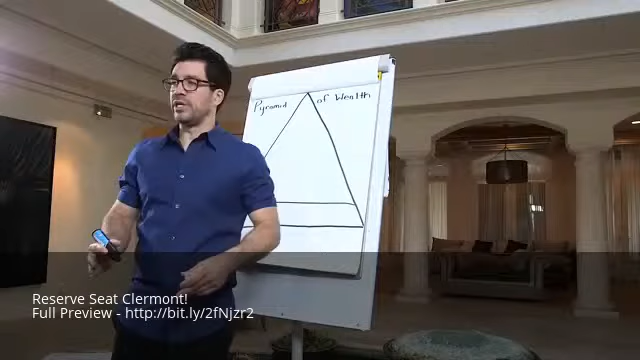 Pyramid of Wealth
Reserve Seat Clermont!
Full Preview - http://bit.ly/2fNjzr2